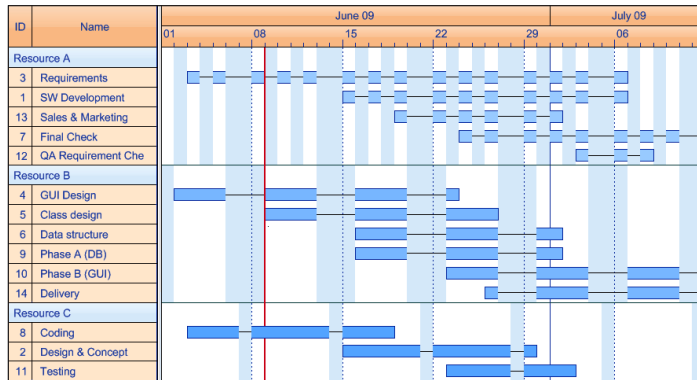 ID Name June 09 July 09
01 08 15 22 29 06
Resource A
3 Requirements
1 SW Development
13 Sales & Marketing
7 Final Check
12 QA Requirement Che
Resource B
4 GUI Design
5 Class design
6 Data structure
9 Phase A (DB)
10 Phase B (GUI)
14 Delivery
Resource C
8 Coding
2 Design & Concept
11 Testing